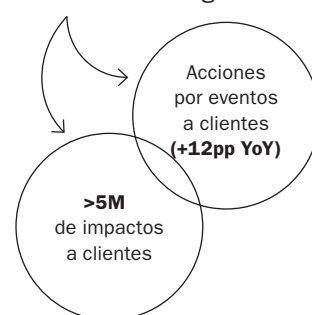 Acciones
por eventos
a clientes
(+12pp YoY)
>5M
de impactos
a clientes